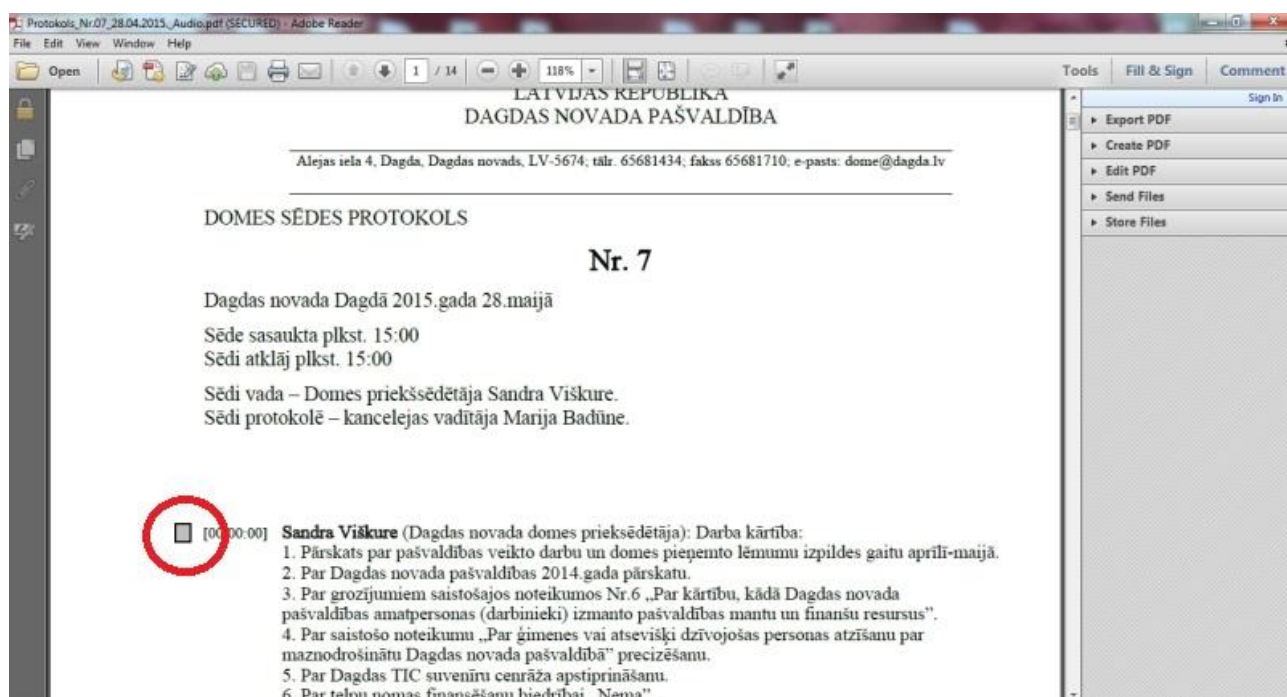 Protokols_Nr.07_28.04.2015._Audio.pdf (SECURED) - Adobe Reader
File Edit View Window Help
Open 1 / 14 118% Tools Fill & Sign Comment
Sign In
Export PDF
Create PDF
Edit PDF
Send Files
Store Files
LATVIJAS REPUBLIKA
DAGDAS NOVADA PAŠVALDĪBA
Alejas iela 4, Dagda, Dagdas novads, LV-5674; tālr. 65681434; fakss 65681710; e-pasts: dome@dagda.lv
DOMES SĒDES PROTOKOLS
Nr. 7
Dagdas novada Dagdā 2015.gada 28.maijā
Sēde sasaukta plkst. 15:00
Sēdi atklāj plkst. 15:00
Sēdi vada – Domes priekšsēdētāja Sandra Viškure.
Sēdi protokolē – kancelejas vadītāja Marija Badūne.
[00:00:00] Sandra Viškure (Dagdas novada domes prieksēdētāja): Darba kārtība:
1. Pārskats par pašvaldības veikto darbu un domes pieņemto lēmumu izpildes gaitu aprīlī-maijā.
2. Par Dagdas novada pašvaldības 2014.gada pārskatu.
3. Par grozījumiem saistošajos noteikumos Nr.6 „Par kārtību, kādā Dagdas novada
pašvaldības amatpersonas (darbinieki) izmanto pašvaldības mantu un finanšu resursus”.
4. Par saistošo noteikumu „Par ģimenes vai atsevišķi dzīvojošas personas atzīšanu par
maznodrošinātu Dagdas novada pašvaldībā” precizēšanu.
5. Par Dagdas TIC suvenīru cenrāža apstiprināšanu.
6. Par telpu nomas finansēšanu biedrībai „Nema”